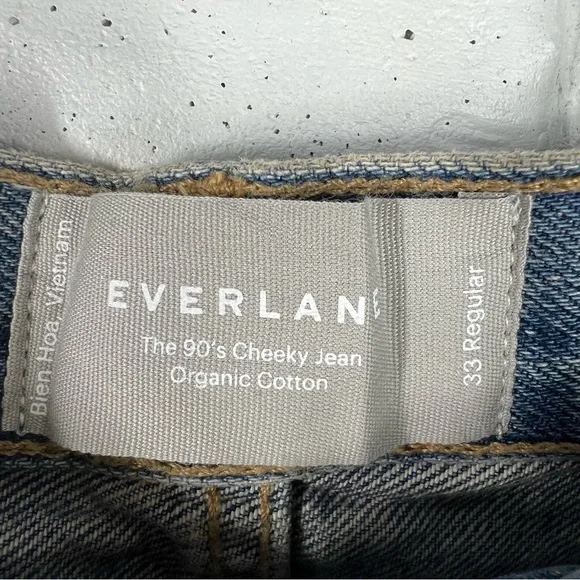 EVERLANE
The 90's Cheeky Jean
Organic Cotton
Bien Hoa, Vietnam
33 Regular